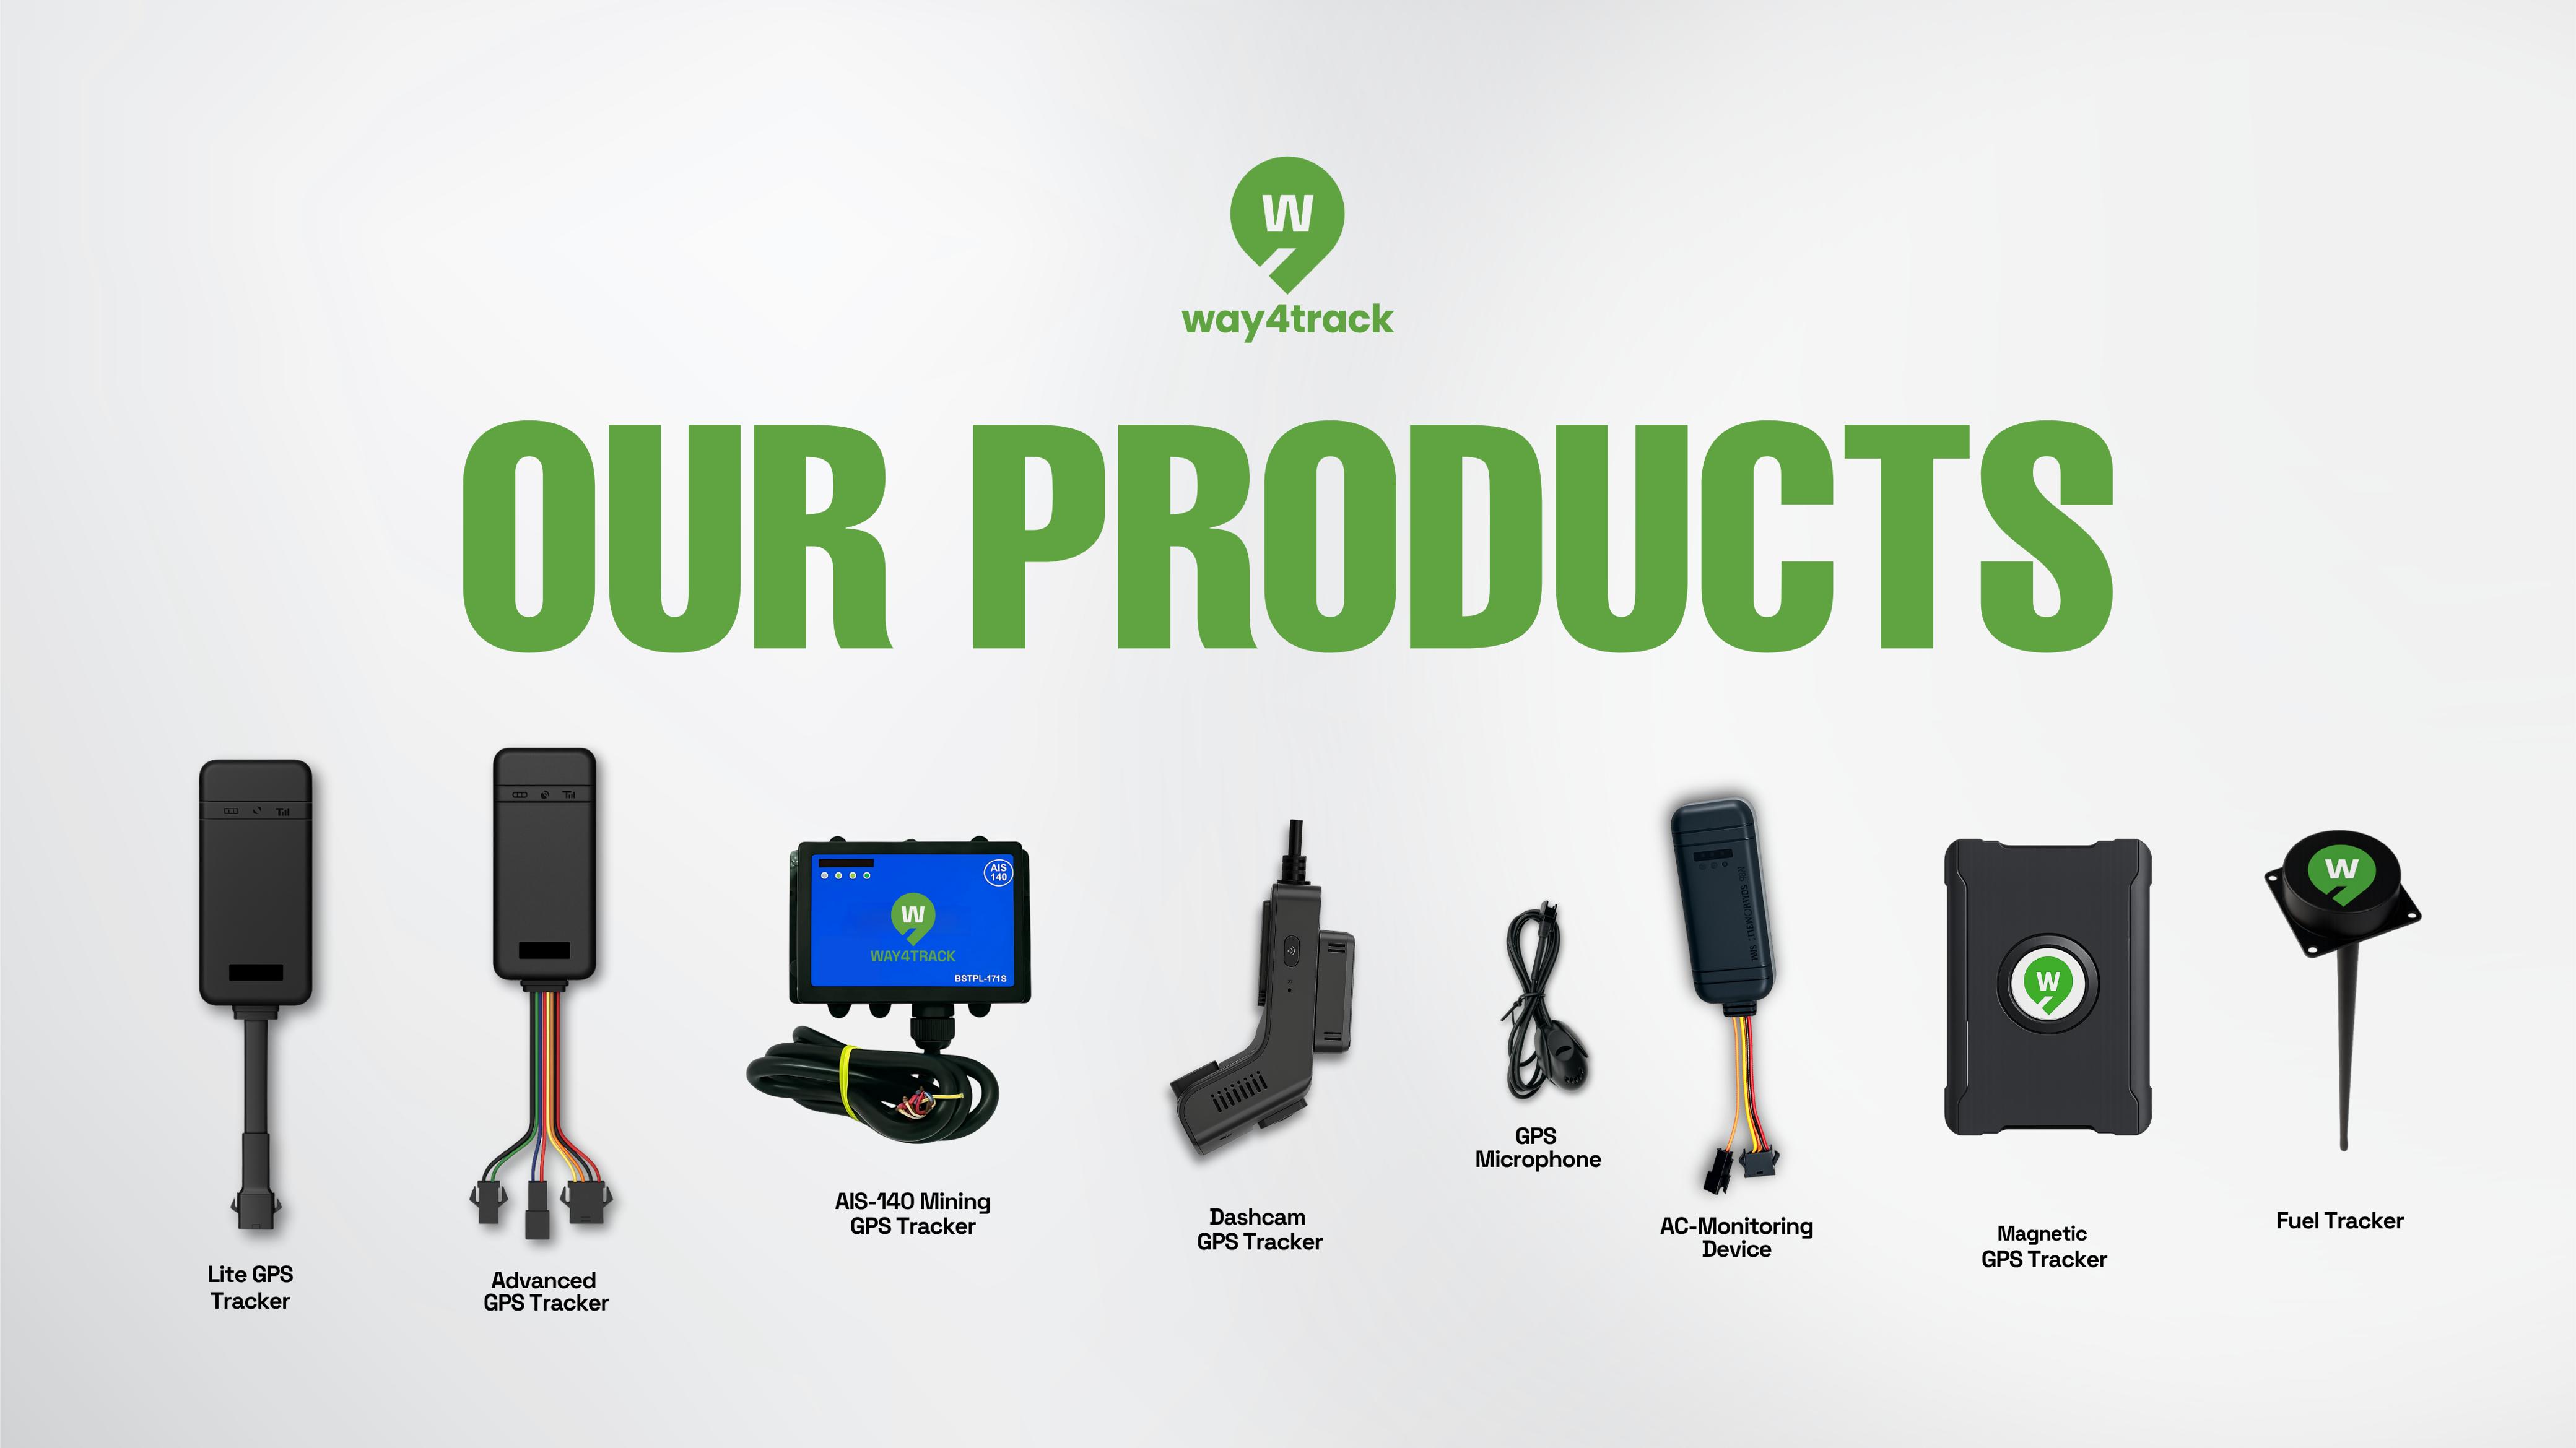 W
way4track
OUR PRODUCTS
AIS
140
W
WAY4TRACK
BSTPL-171S
W
W
Lite GPS
Tracker
Advanced
GPS Tracker
AIS-140 Mining
GPS Tracker
Dashcam
GPS Tracker
GPS
Microphone
AC-Monitoring
Device
Magnetic
GPS Tracker
Fuel Tracker